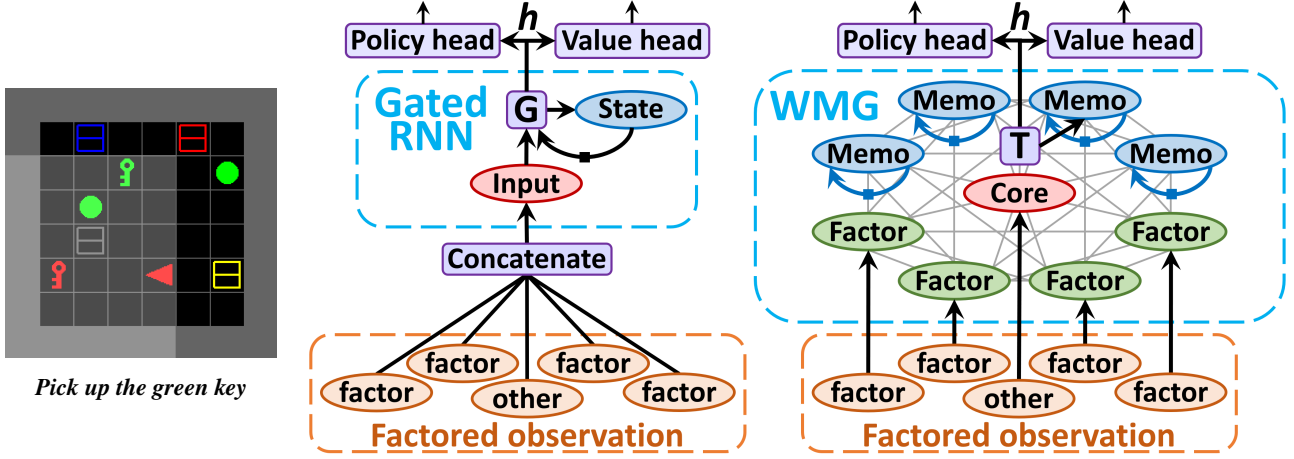 Pick up the green key
h
Policy head
Value head
Gated
RNN
G
State
Input
Concatenate
factor
factor
factor
other
factor
Factored observation
h
Policy head
Value head
WMG
Memo
Memo
Memo
T
Memo
Core
Factor
Factor
Factor
Factor
factor
factor
factor
other
factor
Factored observation